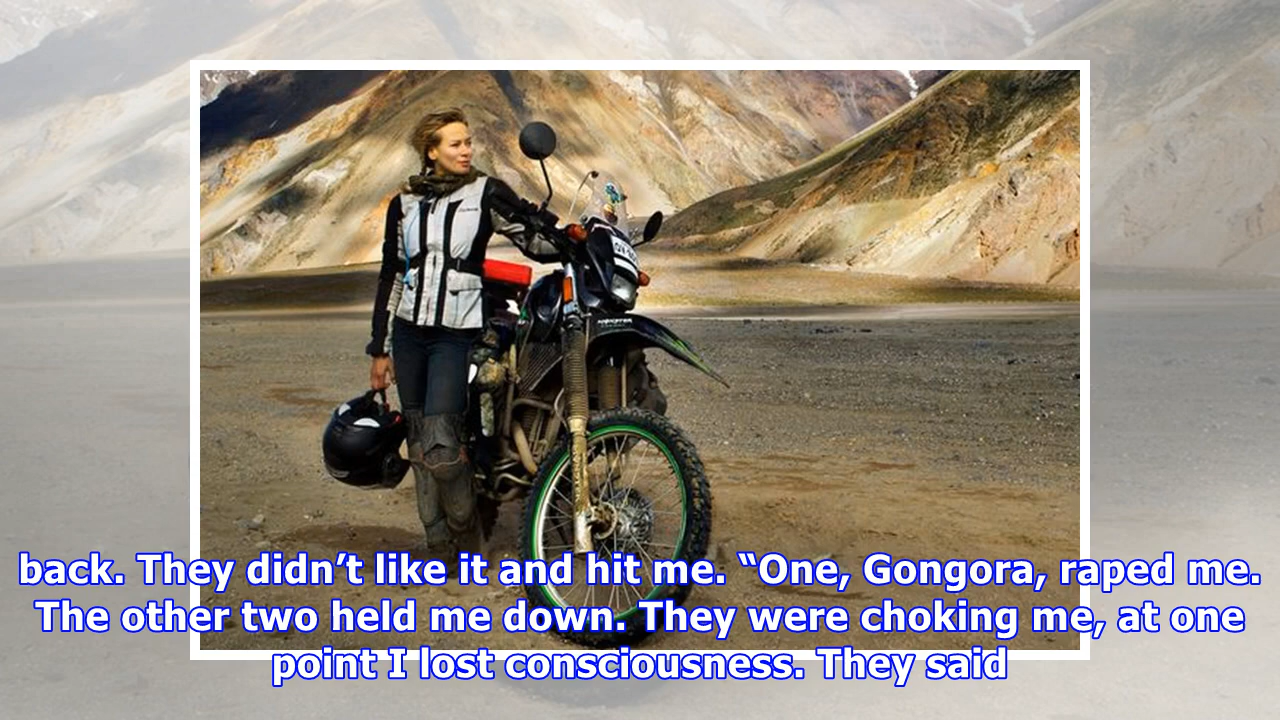 back. They didn’t like it and hit me. “One, Gongora, raped me.
The other two held me down. They were choking me, at one
point I lost consciousness. They said